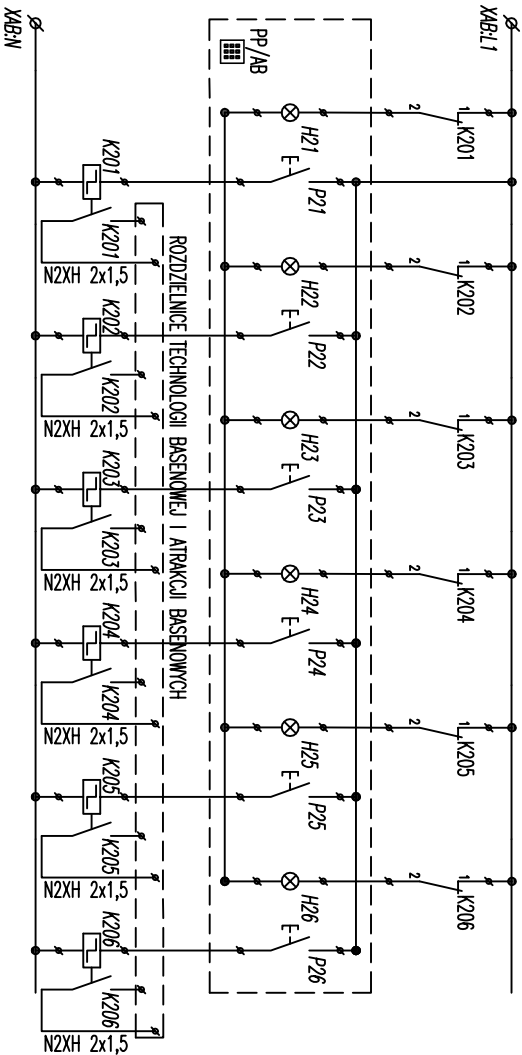 XAB:L1
1
K201
2
1
K202
2
1
K203
2
1
K204
2
1
K205
2
1
K206
2
PP/AB
H21
P21
H22
P22
H23
P23
H24
P24
H25
P25
H26
P26
ROZDZIELNICE TECHNOLOGII BASENOWEJ I ATRAKCJI BASENOWYCH
K201
K201
N2XH 2x1,5
K202
K202
N2XH 2x1,5
K203
K203
N2XH 2x1,5
K204
K204
N2XH 2x1,5
K205
K205
N2XH 2x1,5
K206
K206
N2XH 2x1,5
XAB:N